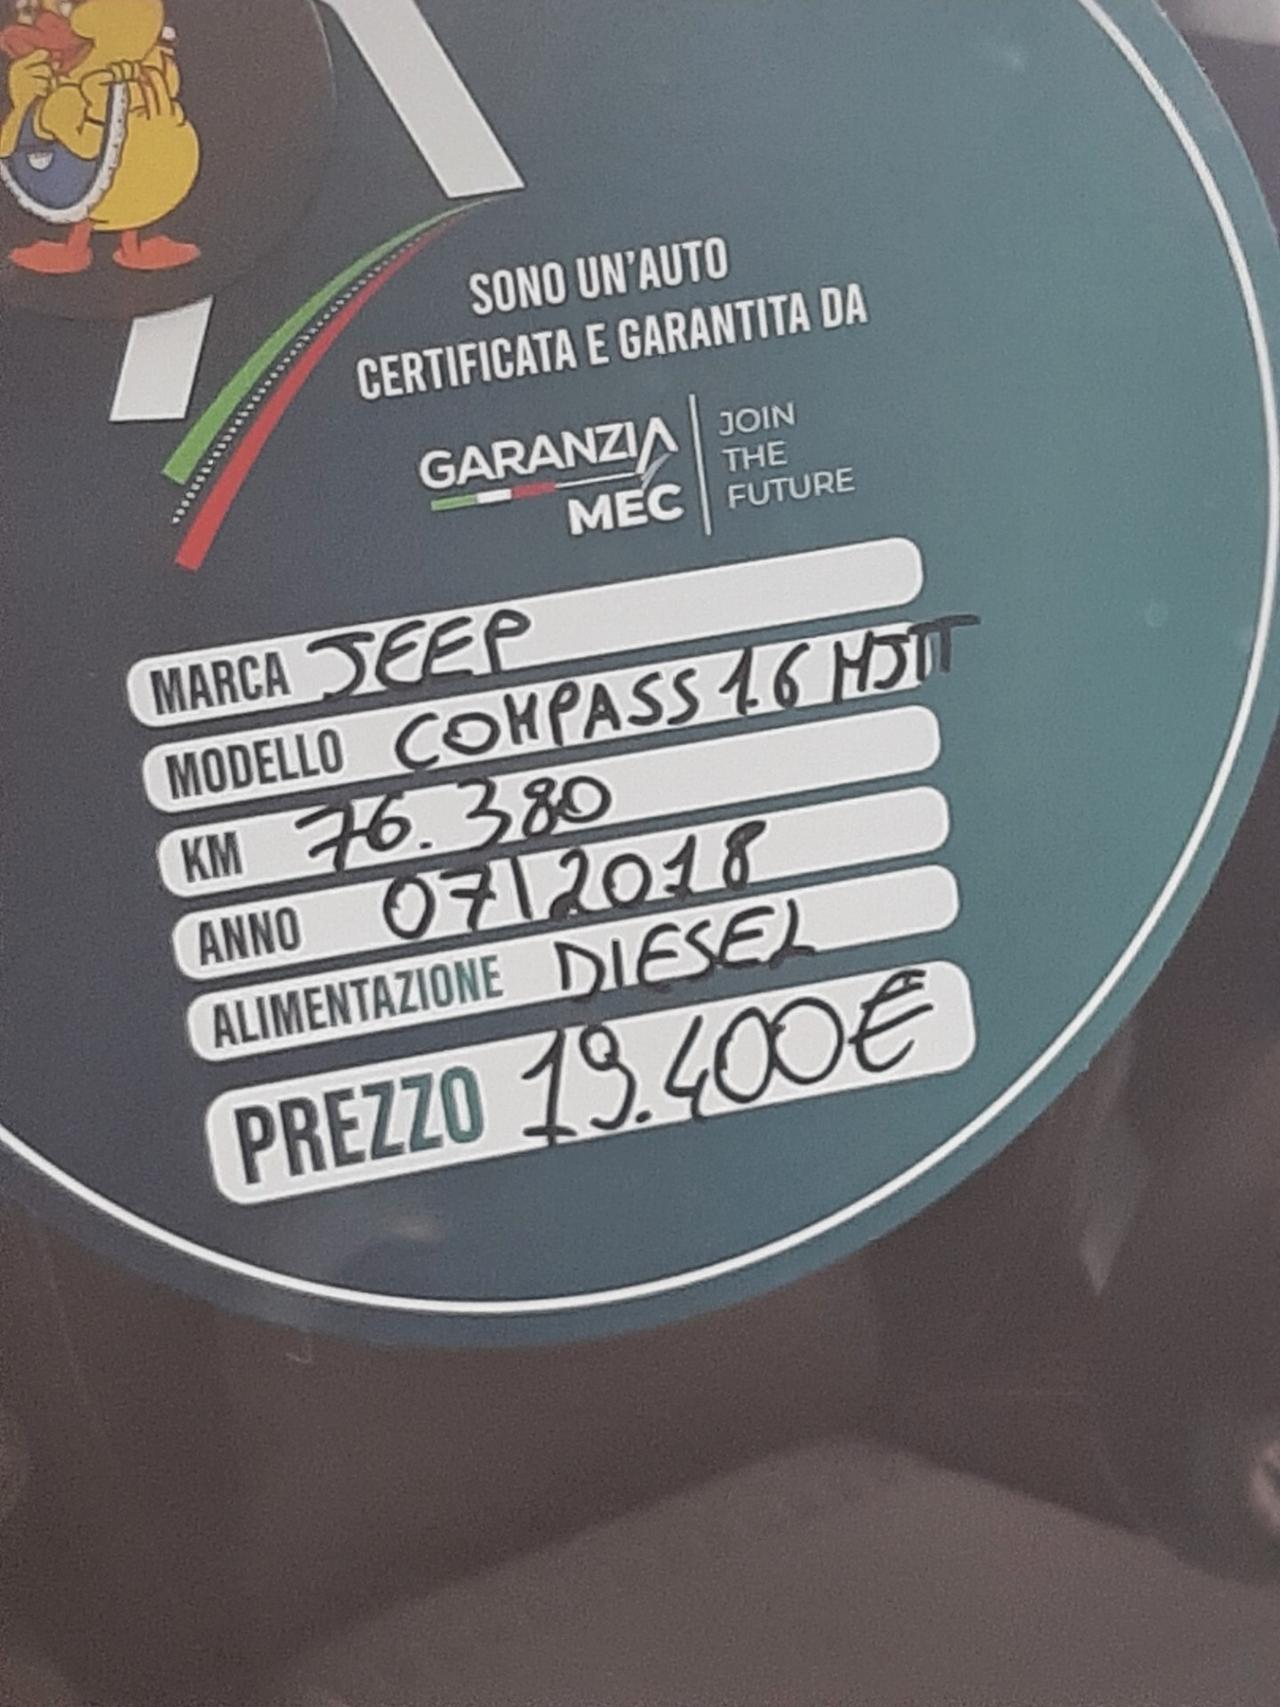 SONO UN'AUTO
CERTIFICATA E GARANTITA DA
GARANZIA
MEC
JOIN
THE
FUTURE
MARCA JEEP
MODELLO COMPASS 1.6 MJTT
KM 76.380
ANNO 07\2018
ALIMENTAZIONE DIESEL
PREZZO 19.400€